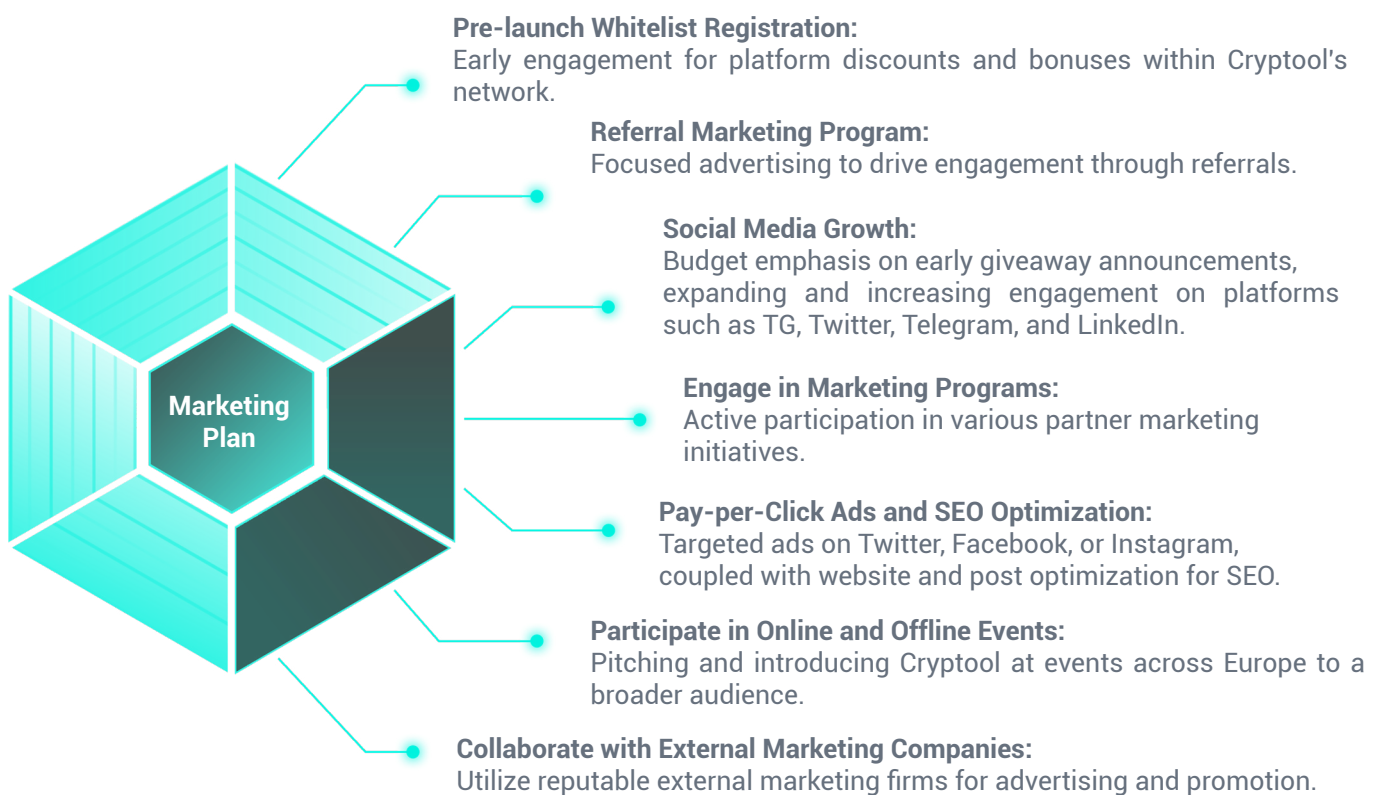 Pre-launch Whitelist Registration:
Early engagement for platform discounts and bonuses within Cryptool's
network.
Referral Marketing Program:
Focused advertising to drive engagement through referrals.
Social Media Growth:
Budget emphasis on early giveaway announcements,
expanding and increasing engagement on platforms
such as TG, Twitter, Telegram, and LinkedIn.
Marketing
Plan
Engage in Marketing Programs:
Active participation in various partner marketing
initiatives.
Pay-per-Click Ads and SEO Optimization:
Targeted ads on Twitter, Facebook, or Instagram,
coupled with website and post optimization for SEO.
Participate in Online and Offline Events:
Pitching and introducing Cryptool at events across Europe to a
broader audience.
Collaborate with External Marketing Companies:
Utilize reputable external marketing firms for advertising and promotion.